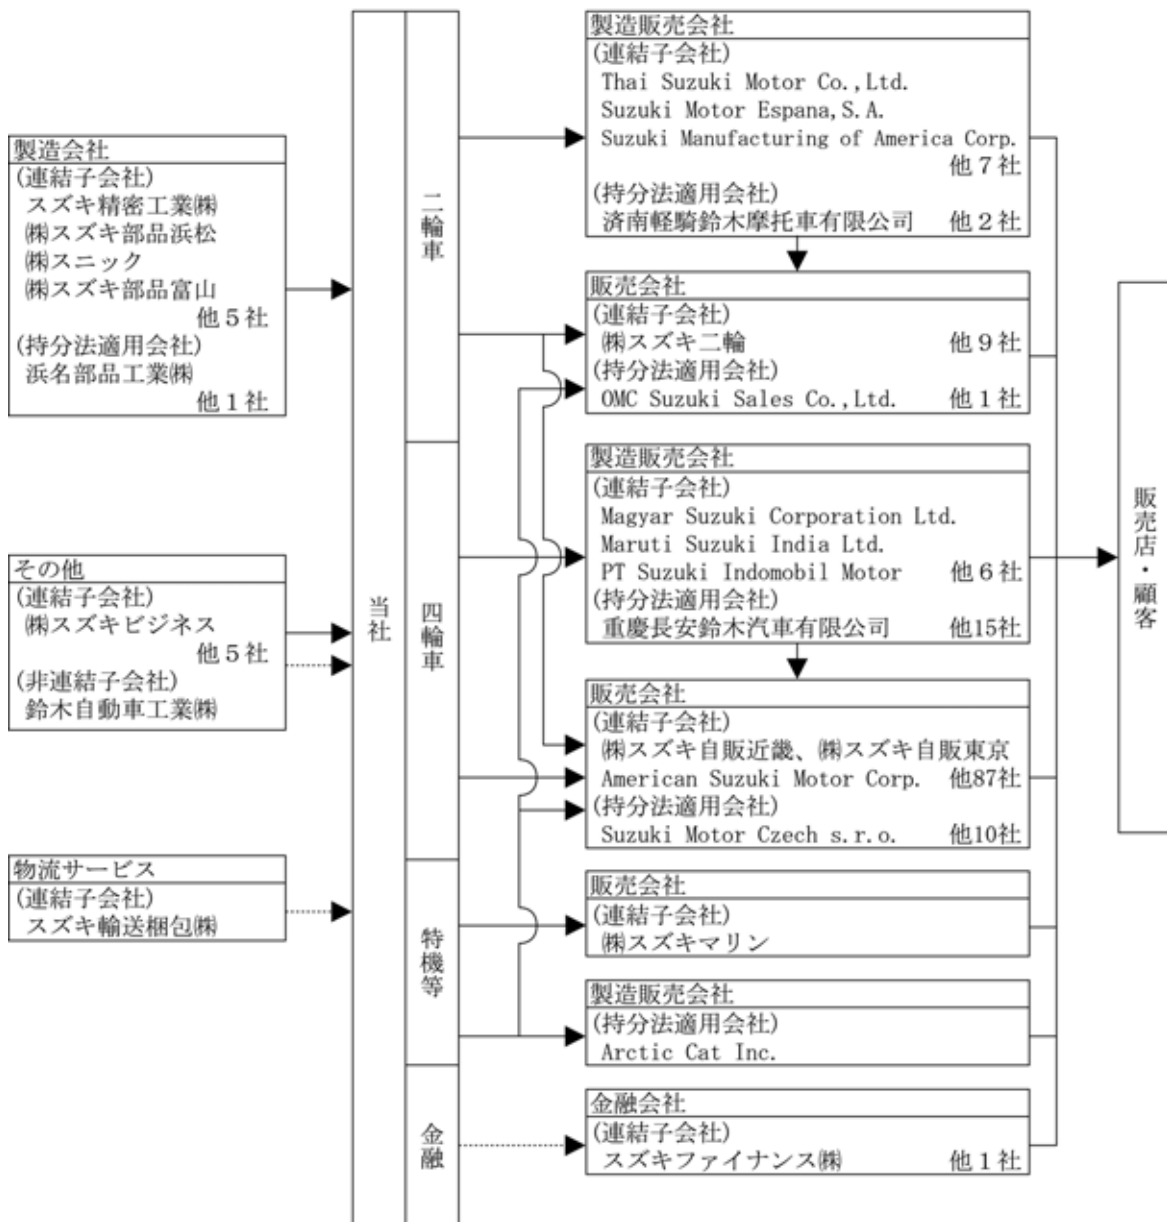 製造会社
(連結子会社)
スズキ精密工業㈱
㈱スズキ部品浜松
㈱スニック
㈱スズキ部品富山
他５社
(持分法適用会社)
浜名部品工業㈱
他１社
その他
(連結子会社)
㈱スズキビジネス
他５社
(非連結子会社)
鈴木自動車工業㈱
物流サービス
(連結子会社)
スズキ輸送梱包㈱
当社
二輪車
四輪車
特機等
金融
製造販売会社
(連結子会社)
Thai Suzuki Motor Co.,Ltd.
Suzuki Motor Espana,S.A.
Suzuki Manufacturing of America Corp.
他７社
(持分法適用会社)
済南軽騎鈴木摩托車有限公司 他２社
販売会社
(連結子会社)
㈱スズキ二輪 他９社
(持分法適用会社)
OMC Suzuki Sales Co.,Ltd. 他１社
製造販売会社
(連結子会社)
Magyar Suzuki Corporation Ltd.
Maruti Suzuki India Ltd.
PT Suzuki Indomobil Motor 他６社
(持分法適用会社)
重慶長安鈴木汽車有限公司 他15社
販売会社
(連結子会社)
㈱スズキ自販近畿、㈱スズキ自販東京
American Suzuki Motor Corp. 他87社
(持分法適用会社)
Suzuki Motor Czech s.r.o. 他10社
販売会社
(連結子会社)
㈱スズキマリン
製造販売会社
(持分法適用会社)
Arctic Cat Inc.
金融会社
(連結子会社)
スズキファイナンス㈱ 他１社
販売店・顧客